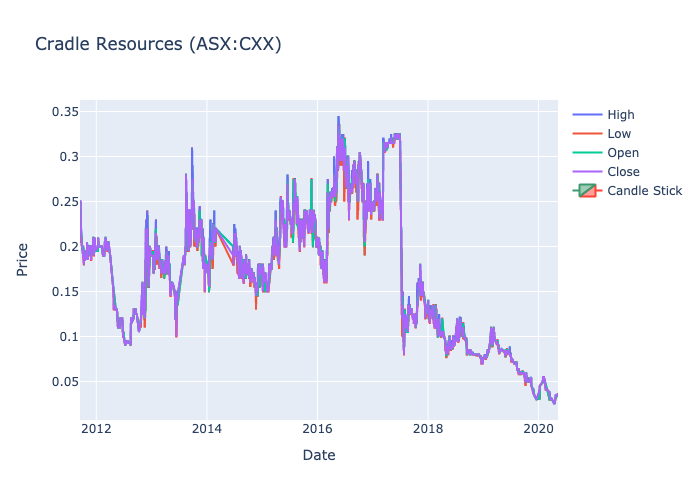 Cradle Resources (ASX:CXX)
0.35
0.3
0.25
0.2
0.15
0.1
0.05
Price
2012
2014
2016
2018
2020
Date
High
Low
Open
Close
Candle Stick